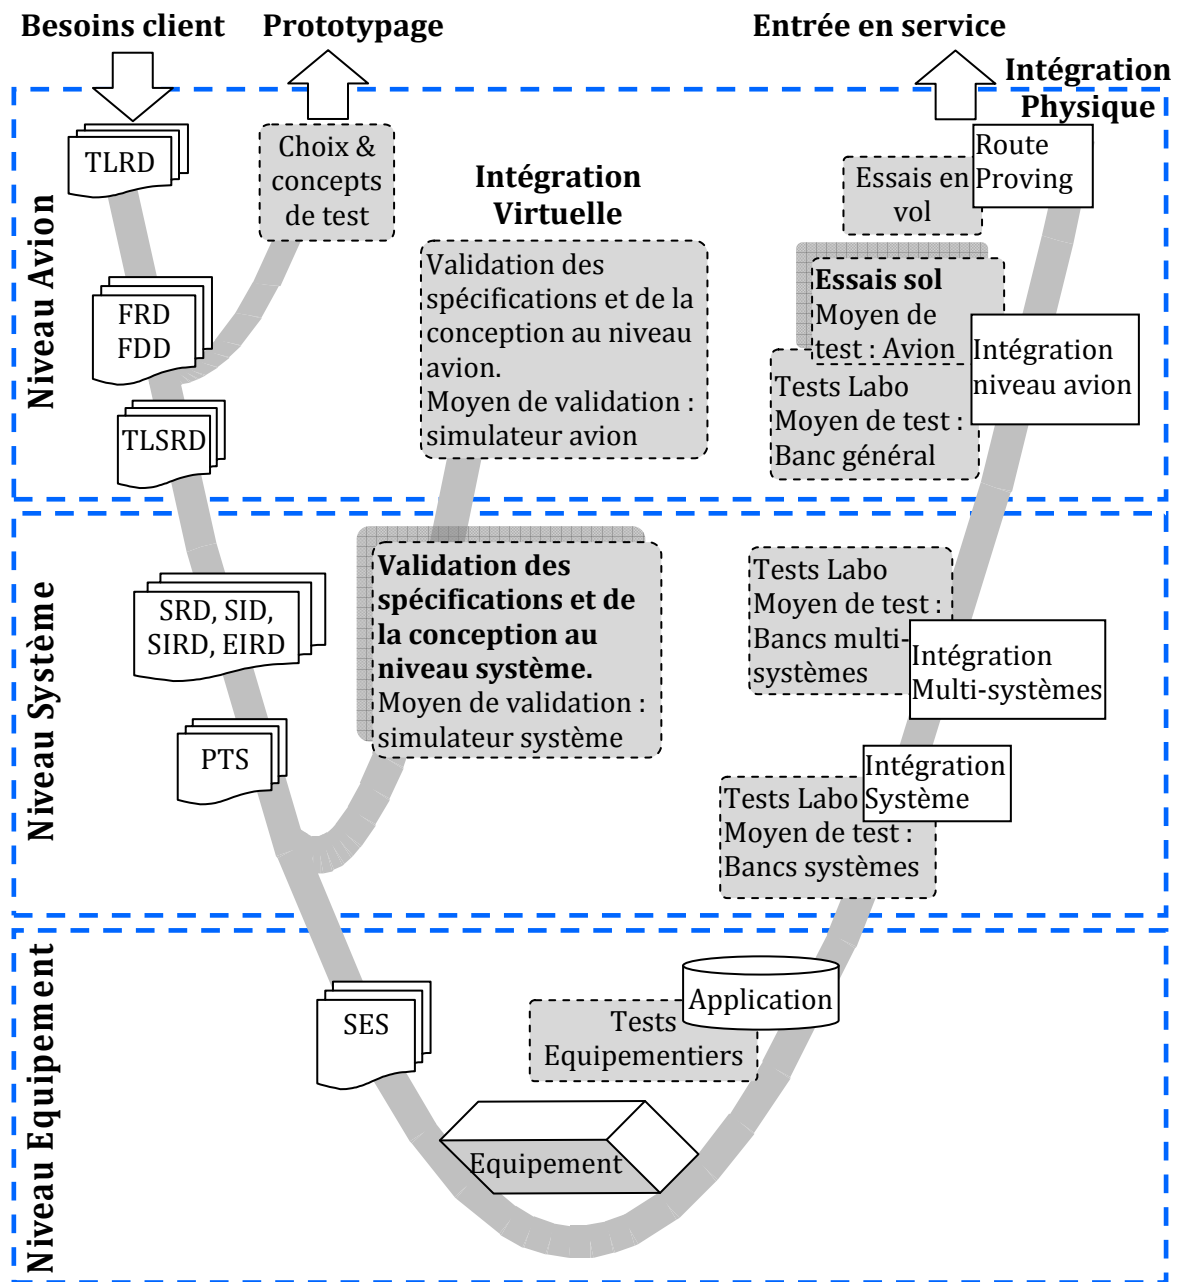 Besoins client
Prototypage
Entrée en service
Intégration
Physique
Niveau Avion
TLRD
Choix &
concepts
de test
Intégration
Virtuelle
Essais en
vol
Route
Proving
FRD
FDD
Validation des
spécifications et de la
conception au niveau
avion.
Moyen de validation :
simulateur avion
Essais sol
Moyen de
test : Avion
Intégration
niveau avion
Tests Labo
Moyen de test :
Banc général
TLSRD
Niveau Système
SRD, SID,
SIRD, EIRD
Validation des
spécifications et de
la conception au
niveau système.
Moyen de validation :
simulateur système
Tests Labo
Moyen de test :
Bancs multi-
systèmes
Intégration
Multi-systèmes
PTS
Intégration
Système
Tests Labo
Moyen de test :
Bancs systèmes
Niveau Equipement
SES
Application
Tests
Equipementiers
Equipement